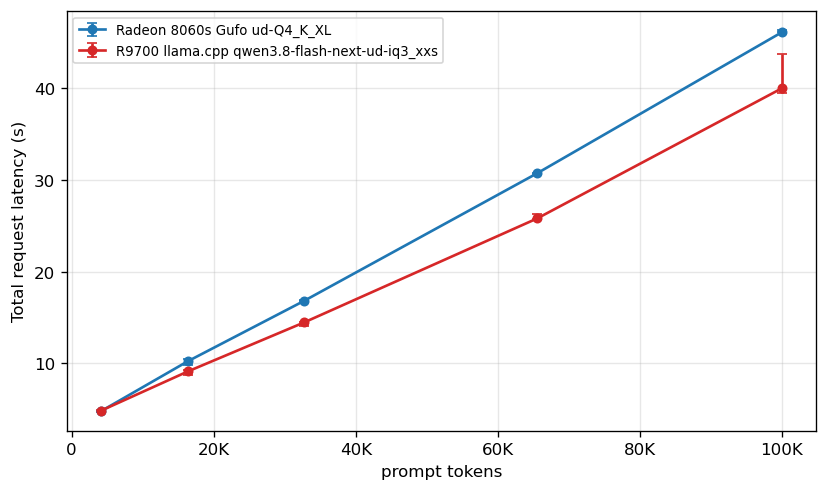 Radeon 8060s Gufo ud-Q4_K_XL
R9700 llama.cpp qwen3.8-flash-next-ud-iq3_xxs
Total request latency (s)
40
30
20
10
0
20K
40K
60K
80K
100K
prompt tokens